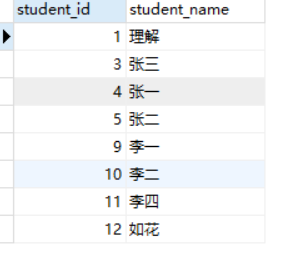 student_id student_name
1 理解
3 张三
4 张一
5 张二
9 李一
10 李二
11 李四
12 如花